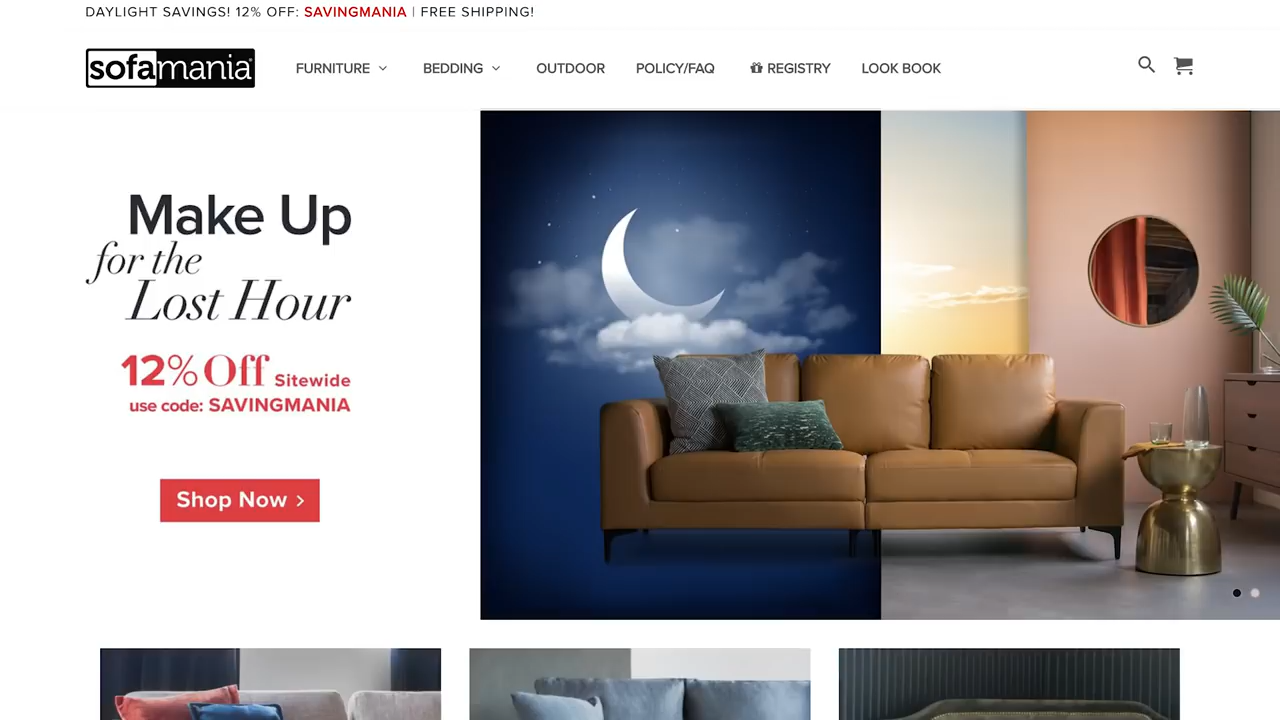 DAYLIGHT SAVINGS! 12% OFF: SAVINGMANIA | FREE SHIPPING!
sofamania
FURNITURE BEDDING OUTDOOR POLICY/FAQ REGISTRY LOOK BOOK
Make Up
for the
Lost Hour
12% Off Sitewide
use code: SAVINGMANIA
Shop Now >